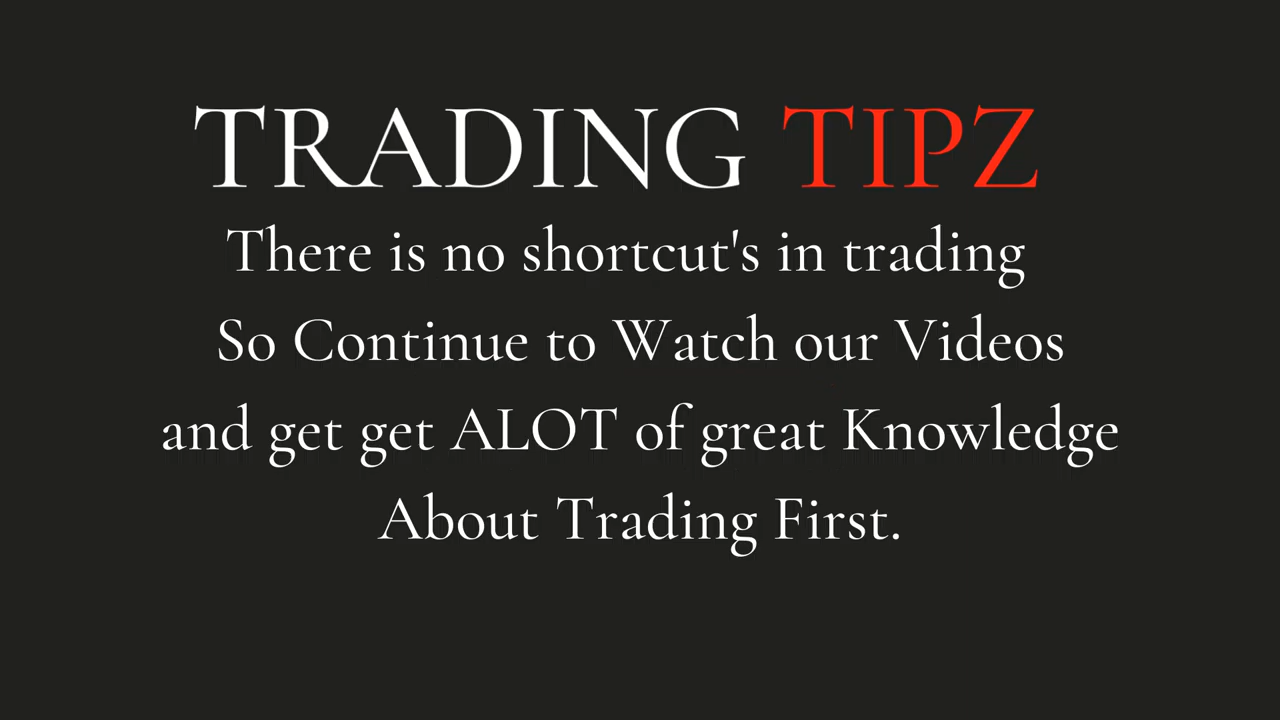 TRADING TIPZ
There is no shortcut's in trading
So Continue to Watch our Videos
and get get ALOT of great Knowledge
About Trading First.